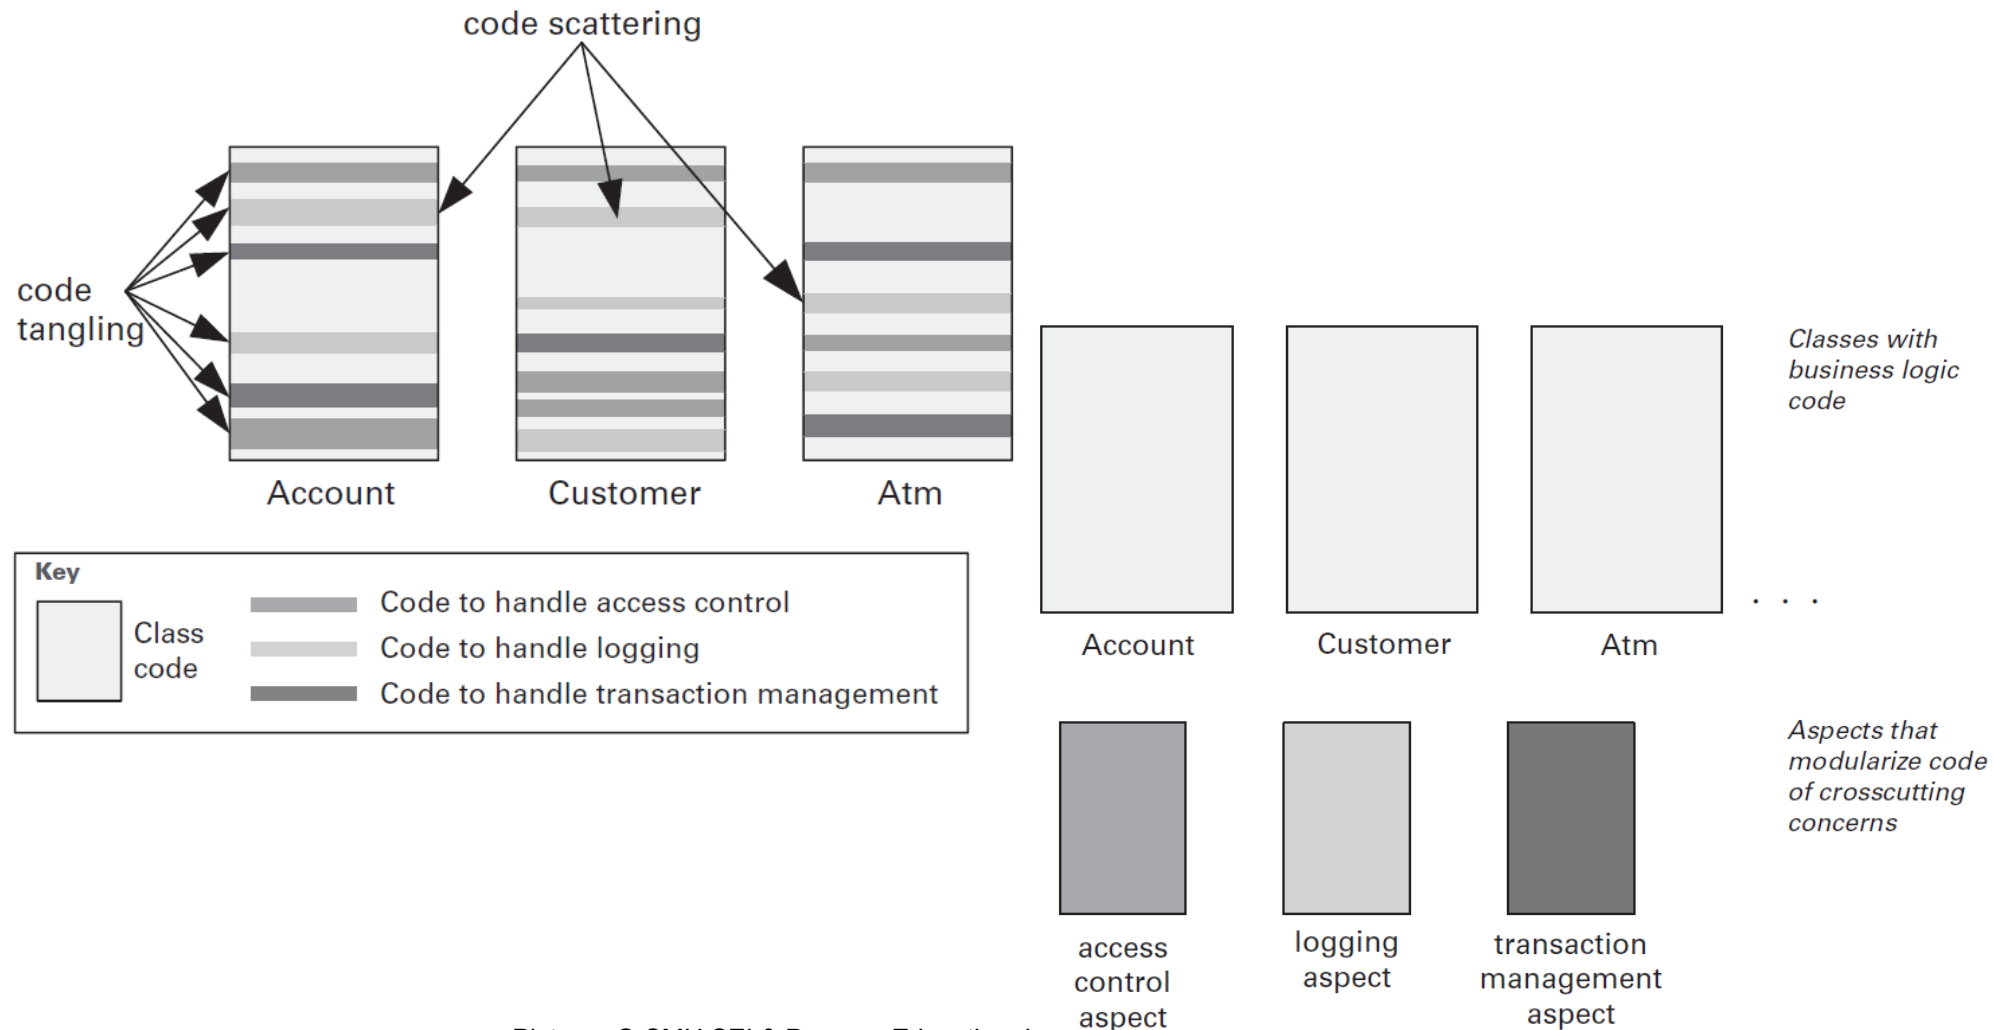 code scattering
code
tangling
Account
Customer
Atm
Key
Class
code
Code to handle access control
Code to handle logging
Code to handle transaction management
Account
Customer
Atm
. . .
Classes with
business logic
code
access
control
aspect
logging
aspect
transaction
management
aspect
Aspects that
modularize code
of crosscutting
concerns